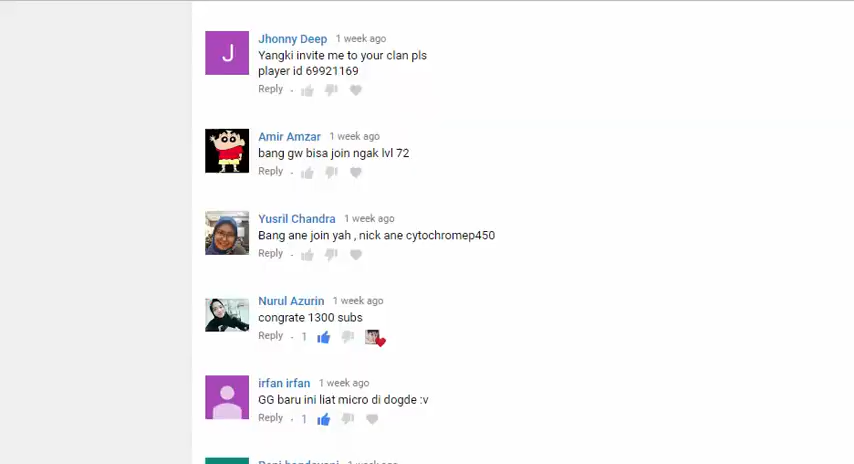 J
Jhonny Deep 1 week ago
Yangki invite me to your clan pls
player id 69921169
Reply
Amir Amzar 1 week ago
bang gw bisa join ngak lvl 72
Reply
Yusril Chandra 1 week ago
Bang ane join yah , nick ane cytochromep450
Reply
Nurul Azurin 1 week ago
congrate 1300 subs
Reply · 1
irfan irfan 1 week ago
GG baru ini liat micro di dogde :v
Reply · 1
1 week ago